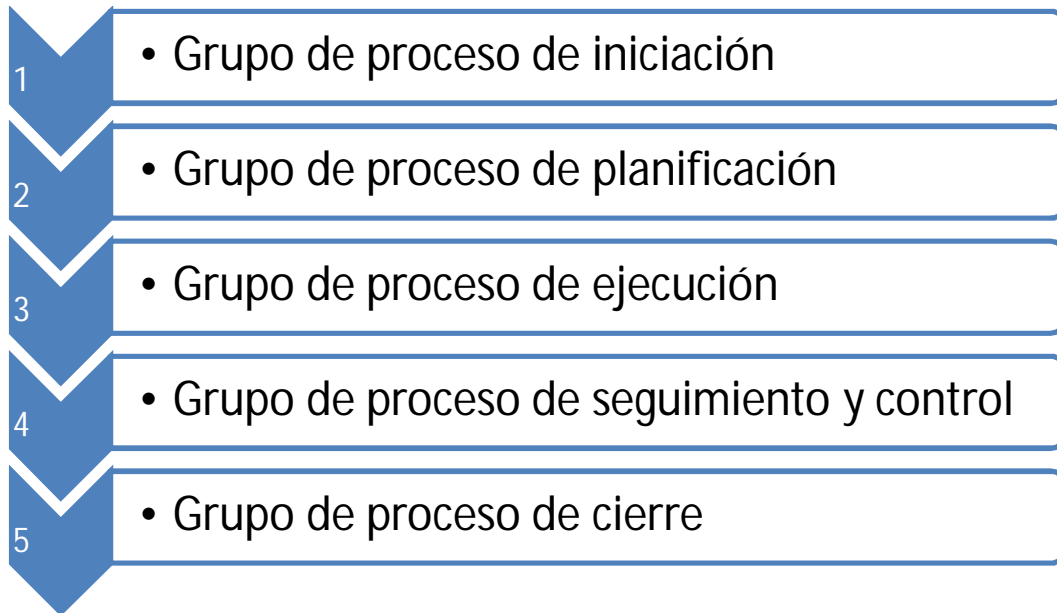 1
• Grupo de proceso de iniciación
2
• Grupo de proceso de planificación
3
• Grupo de proceso de ejecución
4
• Grupo de proceso de seguimiento y control
5
• Grupo de proceso de cierre